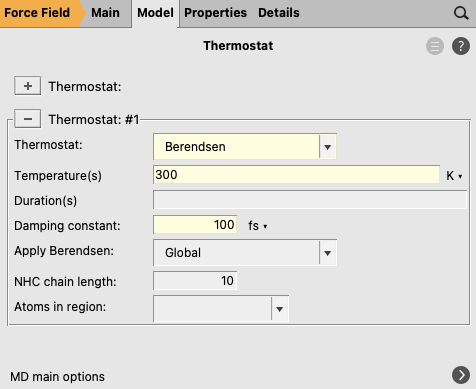 Force Field Main Model Properties Details
Thermostat
Thermostat:
Thermostat: #1
Thermostat: Berendsen
Temperature(s) 300 K
Duration(s)
Damping constant: 100 fs
Apply Berendsen: Global
NHC chain length: 10
Atoms in region:
MD main options